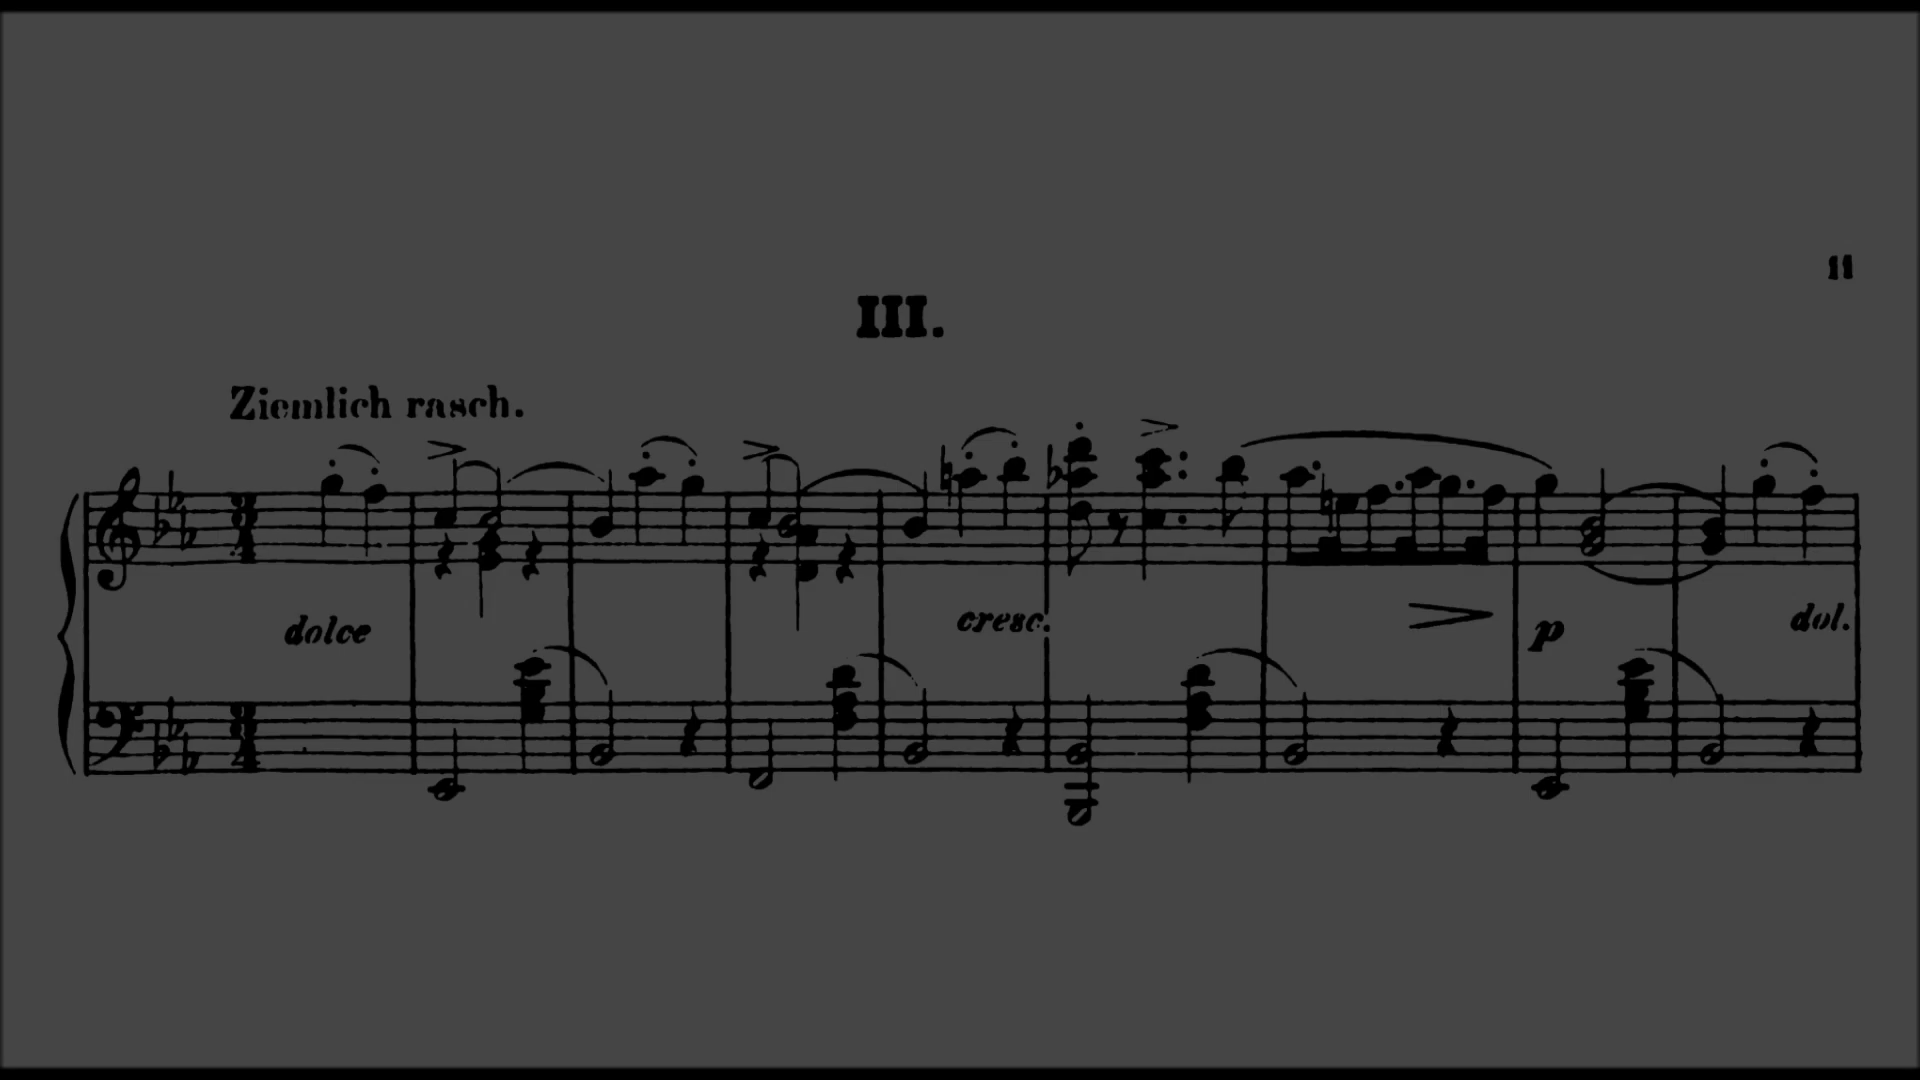 11
III.
Ziemlich rasch.
dolce
cresc.
p
dol.